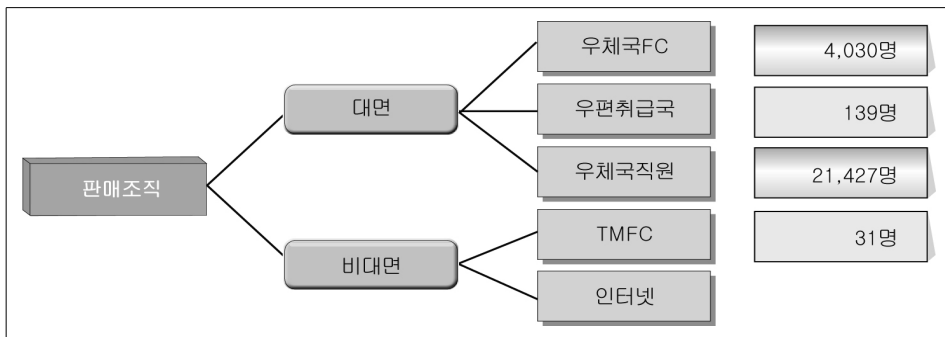 우체국FC 4,030명
대면
우편취급국 139명
우체국직원 21,427명
판매조직
TMFC 31명
비대면
인터넷